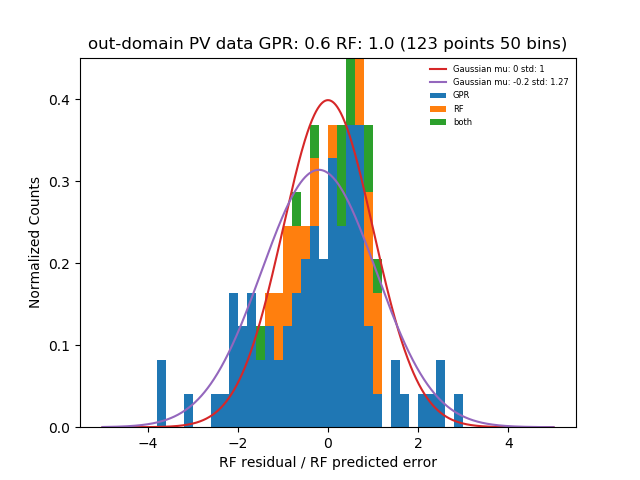 out-domain PV data GPR: 0.6 RF: 1.0 (123 points 50 bins)
Gaussian mu: 0 std: 1
Gaussian mu: -0.2 std: 1.27
GPR
RF
both
Normalized Counts
0.4
0.3
0.2
0.1
0.0
−4 −2 0 2 4
RF residual / RF predicted error